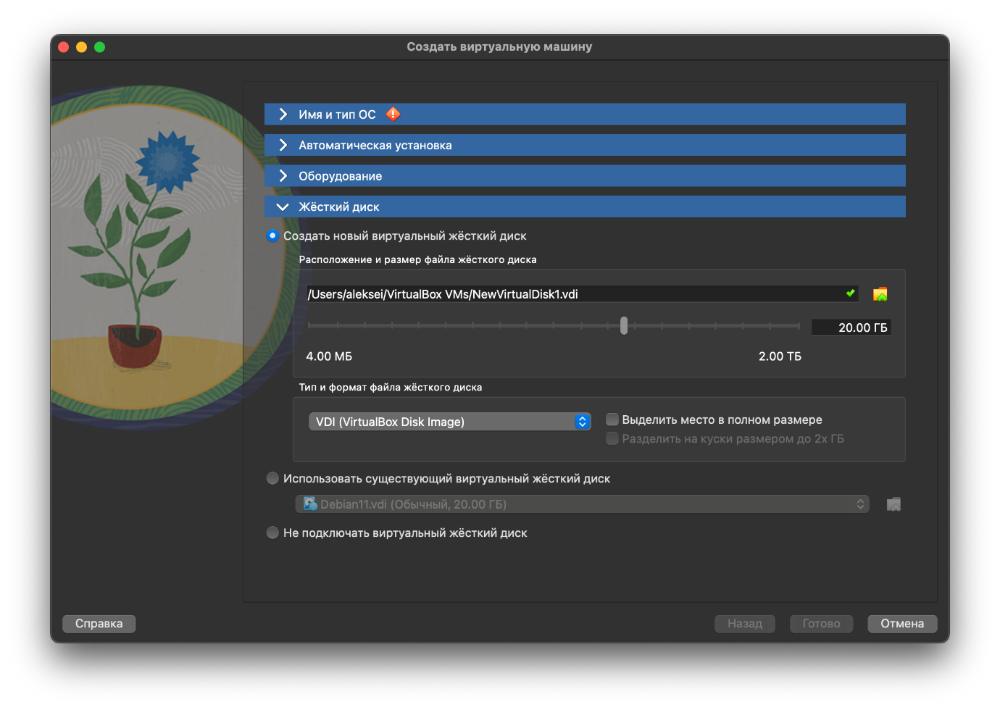 Создать виртуальную машину
Имя и тип ОС
Автоматическая установка
Оборудование
Жёсткий диск
Создать новый виртуальный жёсткий диск
Расположение и размер файла жёсткого диска
/Users/aleksei/VirtualBox VMs/NewVirtualDisk1.vdi
20.00 ГБ
4.00 МБ 2.00 ТБ
Тип и формат файла жёсткого диска
VDI (VirtualBox Disk Image) Выделить место в полном размере
Разделить на куски размером до 2х ГБ
Использовать существующий виртуальный жёсткий диск
Debian11.vdi (Обычный, 20.00 ГБ)
Не подключать виртуальный жёсткий диск
Справка Назад Готово Отмена